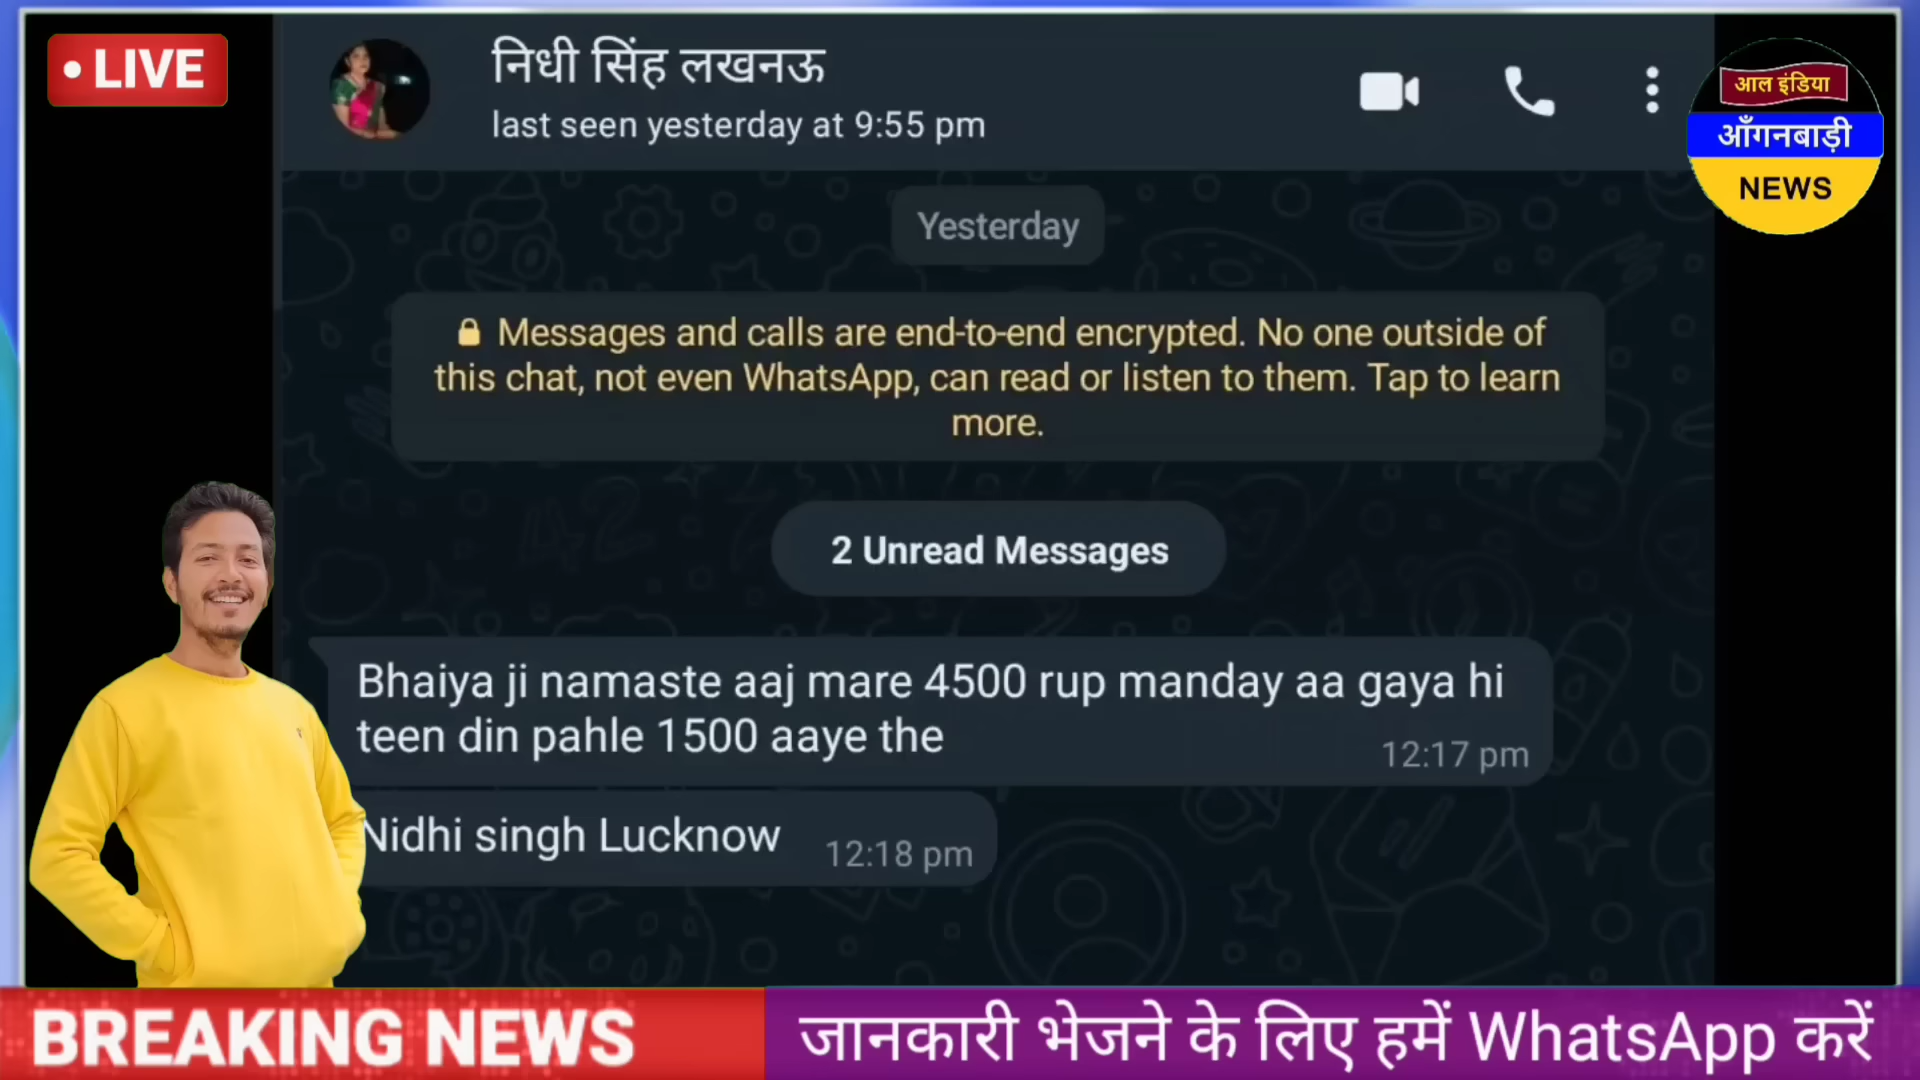 • LIVE
निधी सिंह लखनऊ
last seen yesterday at 9:55 pm
आल इंडिया
आँगनबाड़ी
NEWS
Yesterday
Messages and calls are end-to-end encrypted. No one outside of
this chat, not even WhatsApp, can read or listen to them. Tap to learn
more.
2 Unread Messages
Bhaiya ji namaste aaj mare 4500 rup manday aa gaya hi
teen din pahle 1500 aaye the
12:17 pm
Nidhi singh Lucknow
12:18 pm
BREAKING NEWS
जानकारी भेजने के लिए हमें WhatsApp करें